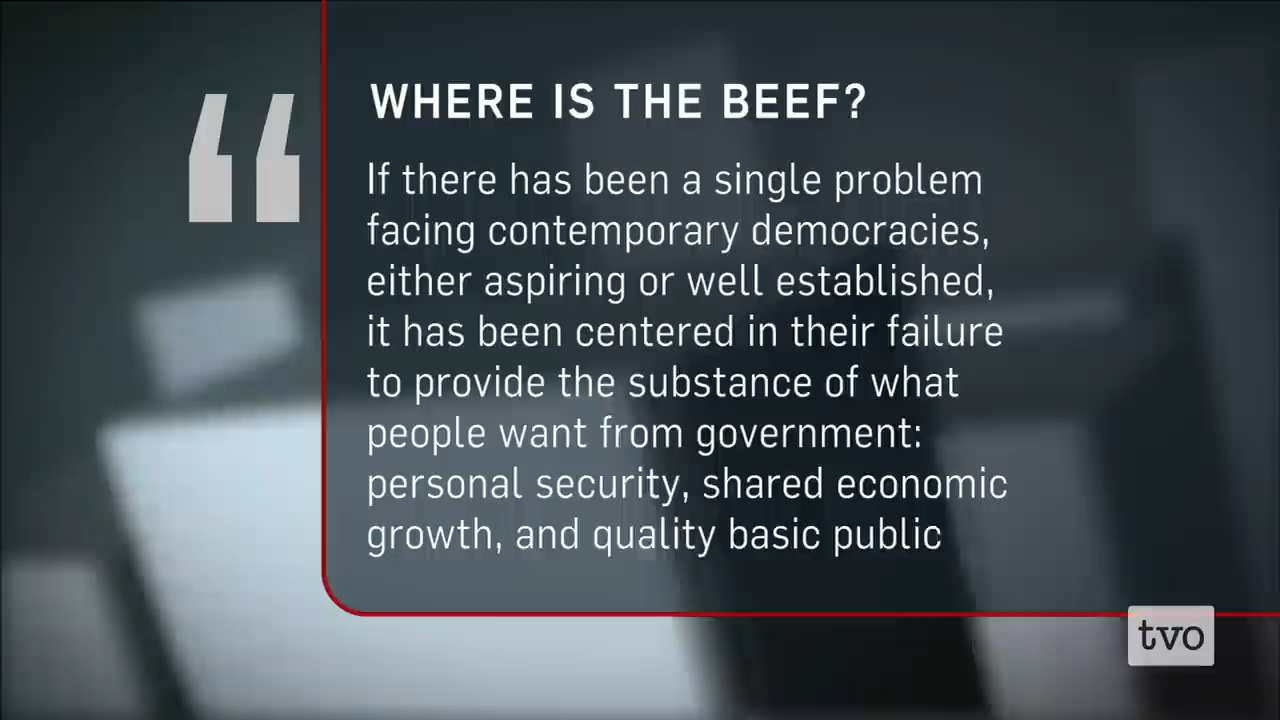 WHERE IS THE BEEF?
If there has been a single problem
facing contemporary democracies,
either aspiring or well established,
it has been centered in their failure
to provide the substance of what
people want from government:
personal security, shared economic
growth, and quality basic public
tvo